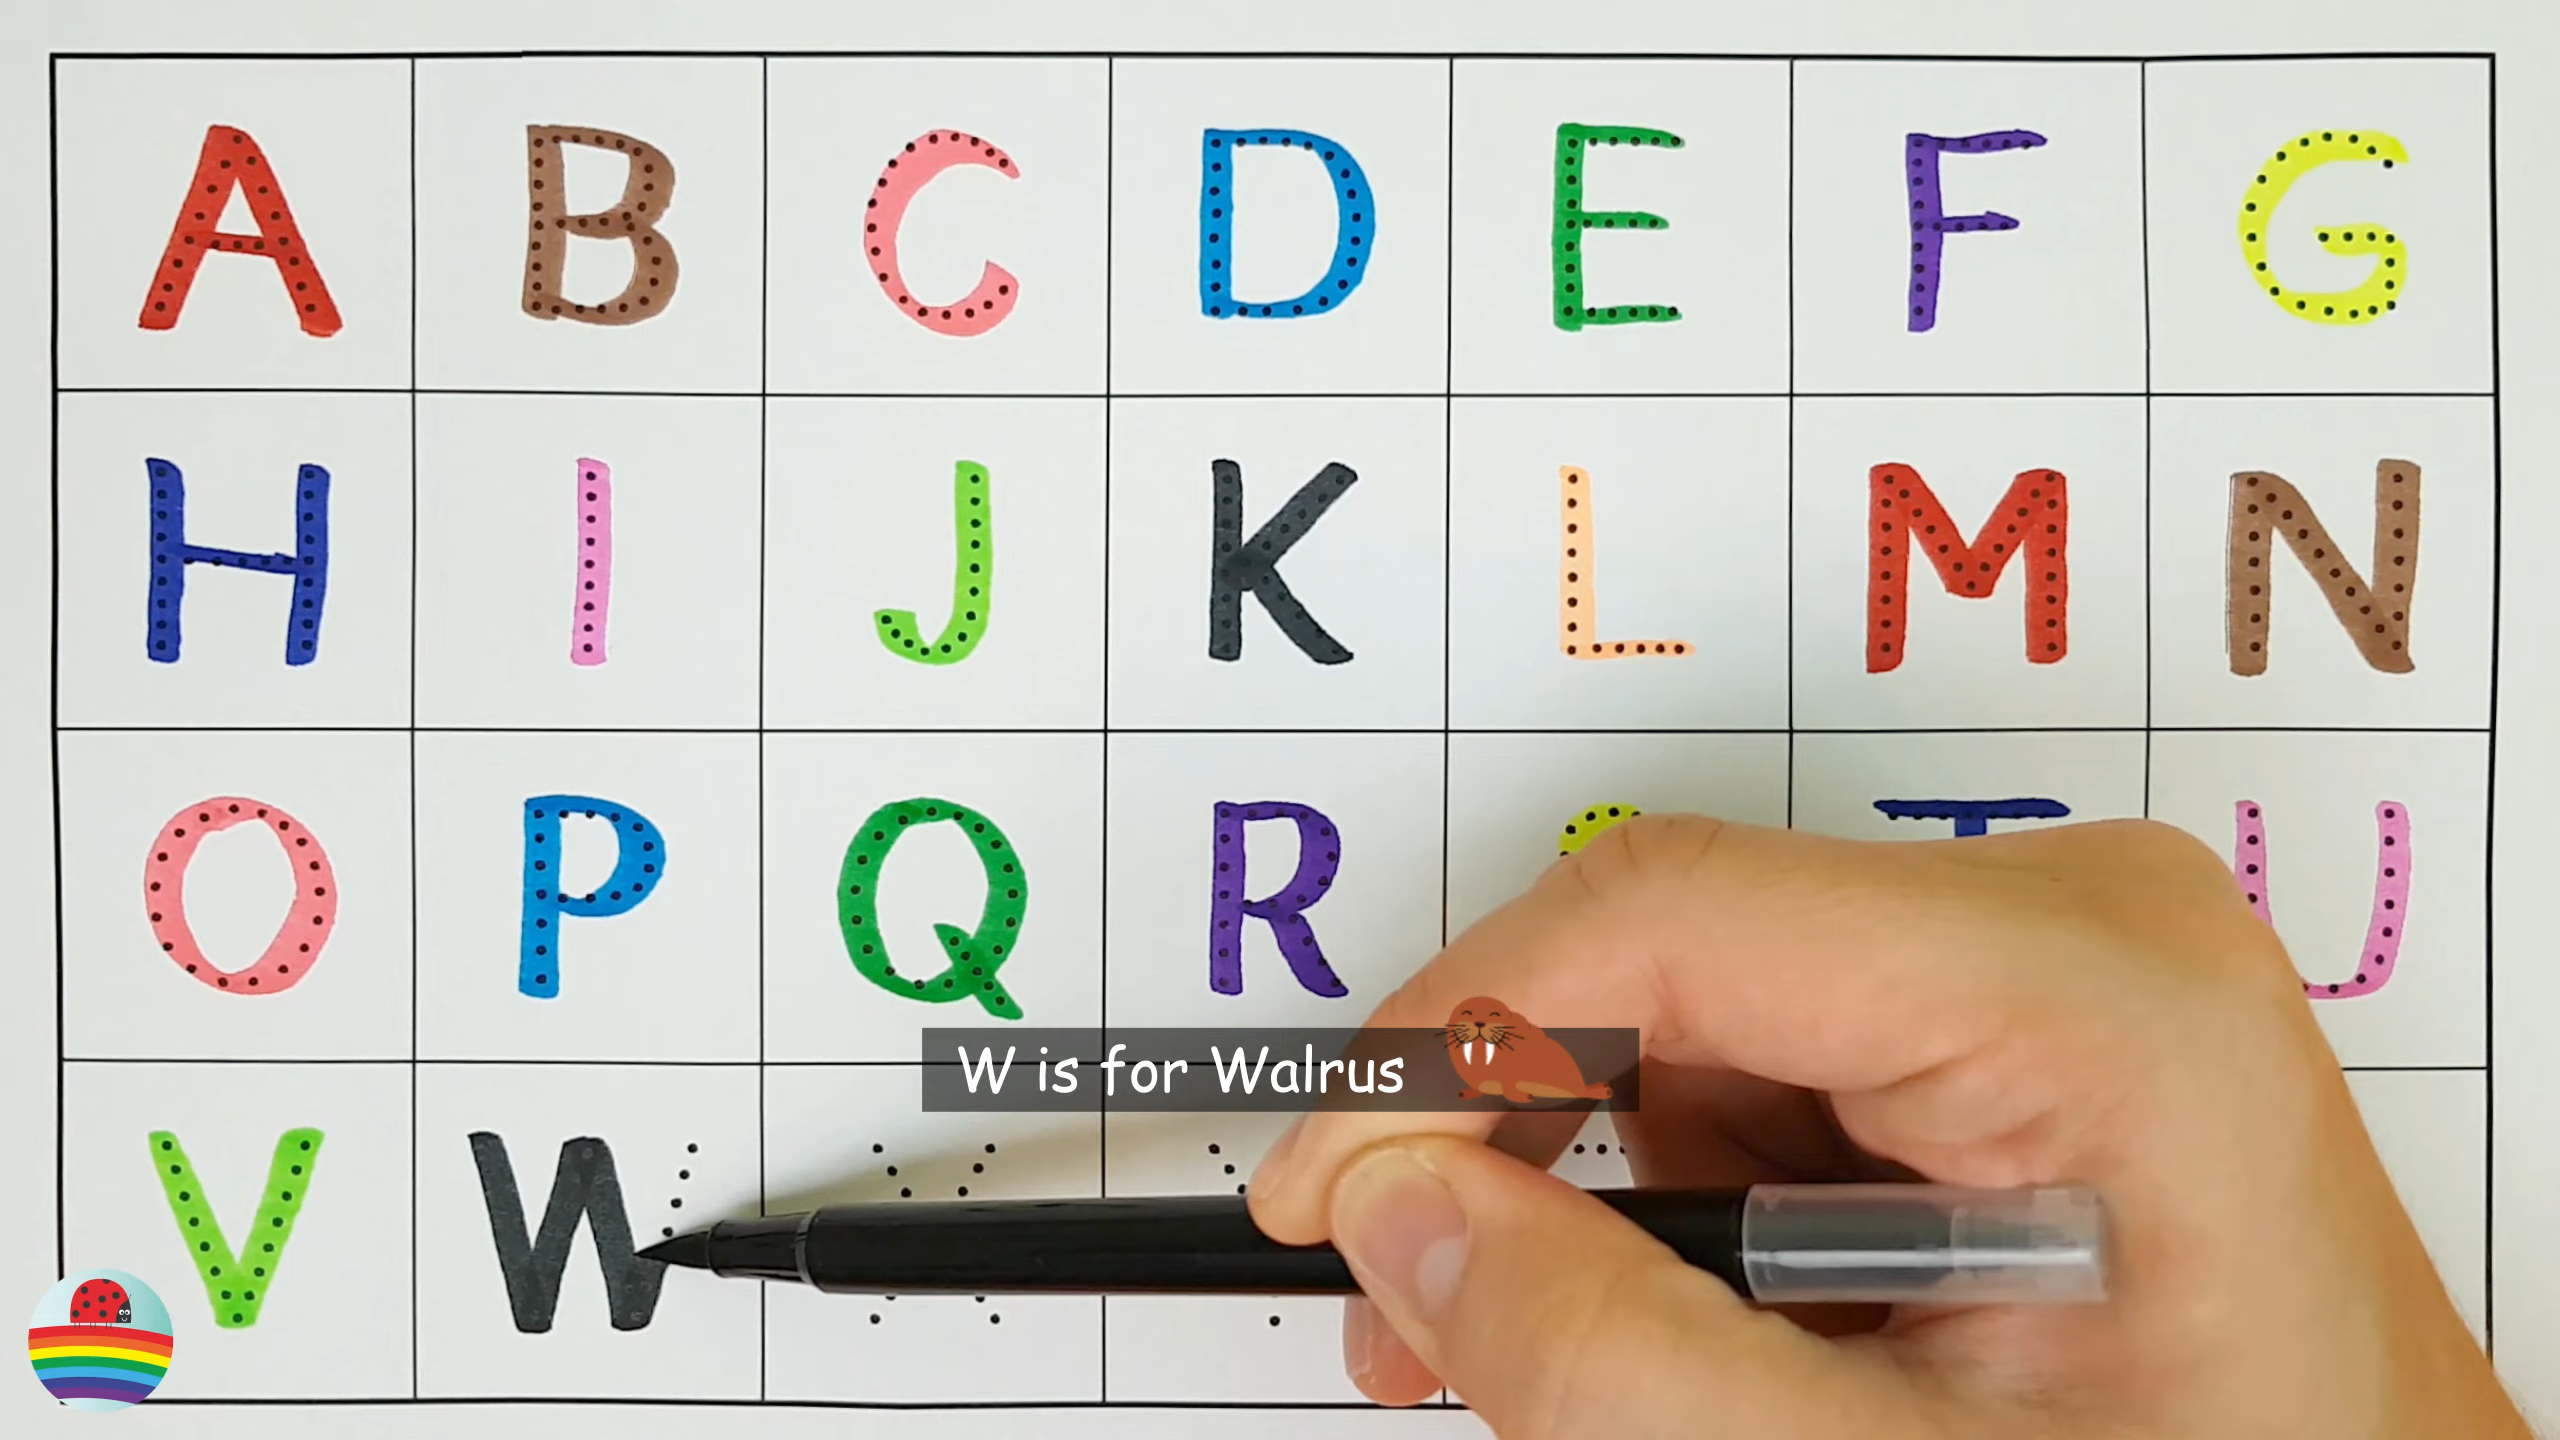 A B C D E F G
H I J K L M N
O P Q R S T U
V W X Y Z
W is for Walrus